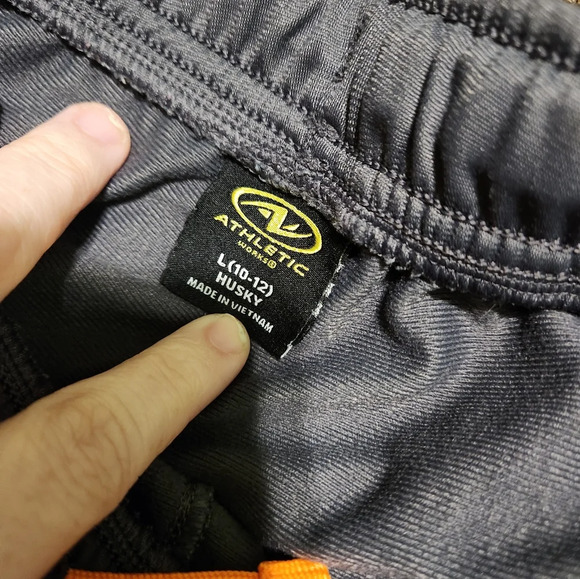 ATHLETIC
WORKS®
L(10-12)
HUSKY
MADE IN VIETNAM